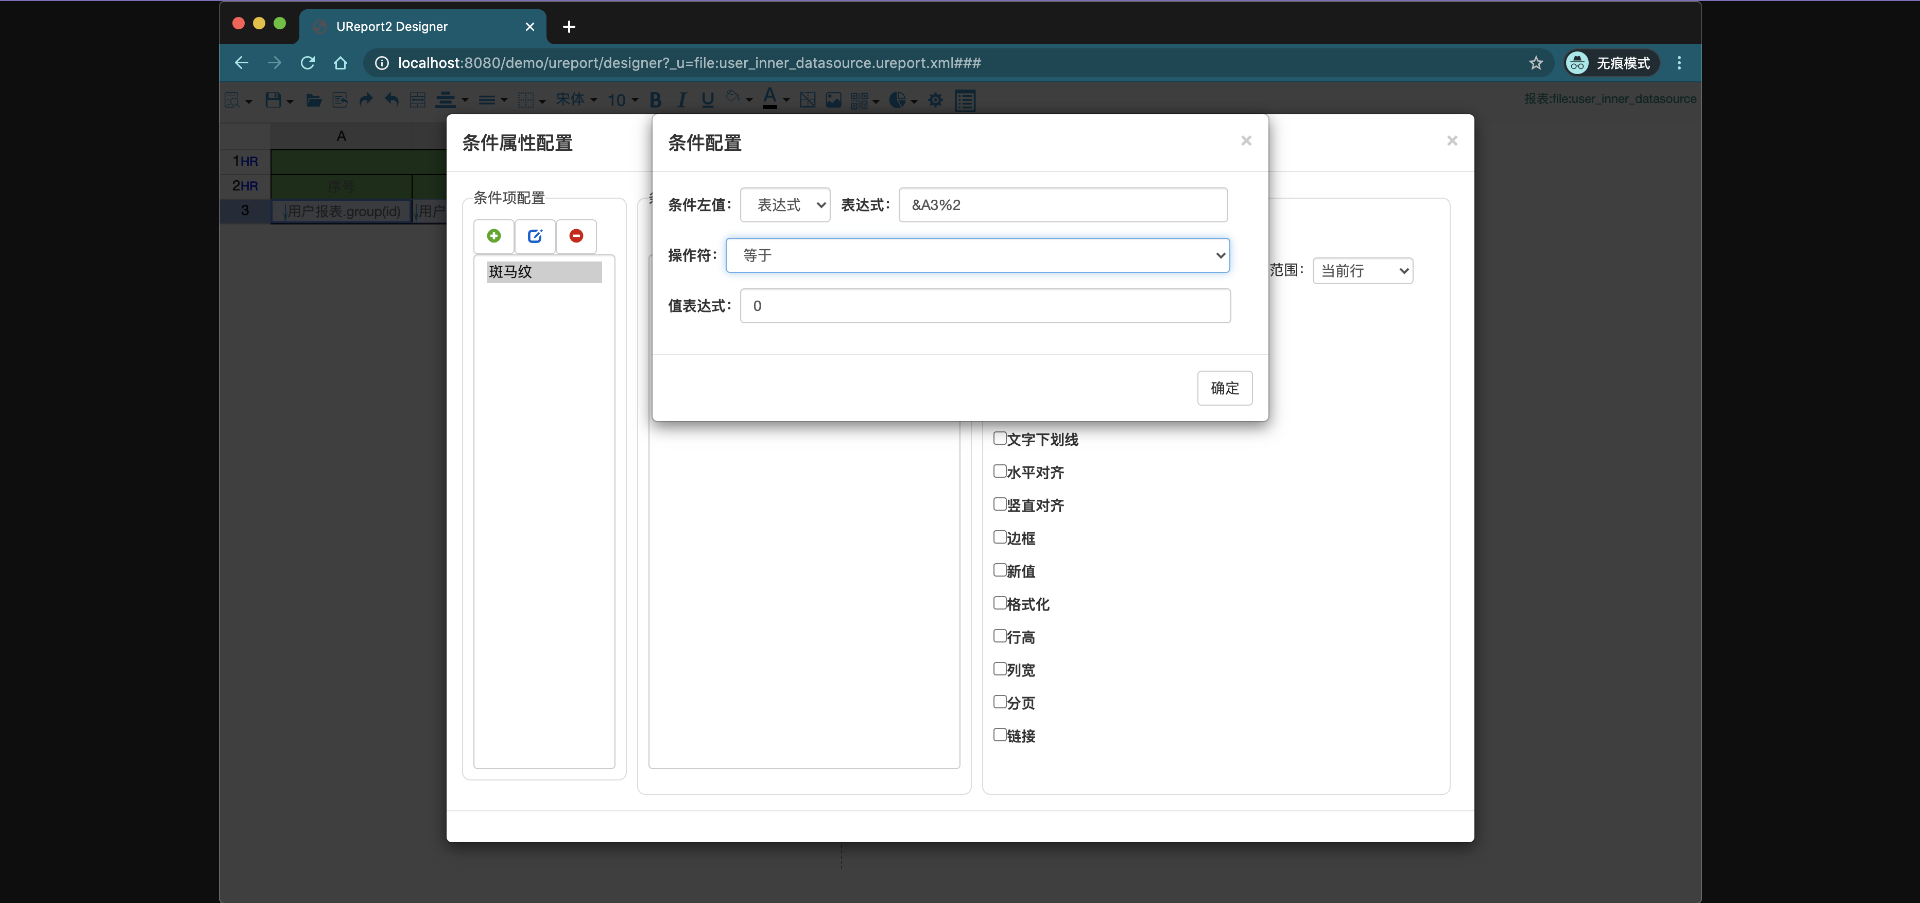 UReport2 Designer
localhost:8080/demo/ureport/designer?_u=file:user_inner_datasource.ureport.xml###
无痕模式
宋体 10 B I U A
报表:file:user_inner_datasource
A
1HR
2HR 序号
3 用户报表.group(id) 用户
条件属性配置
条件配置
条件项配置
斑马纹
条件左值： 表达式 表达式： &A3%2
操作符： 等于
值表达式： 0
确定
范围： 当前行
文字下划线
水平对齐
竖直对齐
边框
新值
格式化
行高
列宽
分页
链接